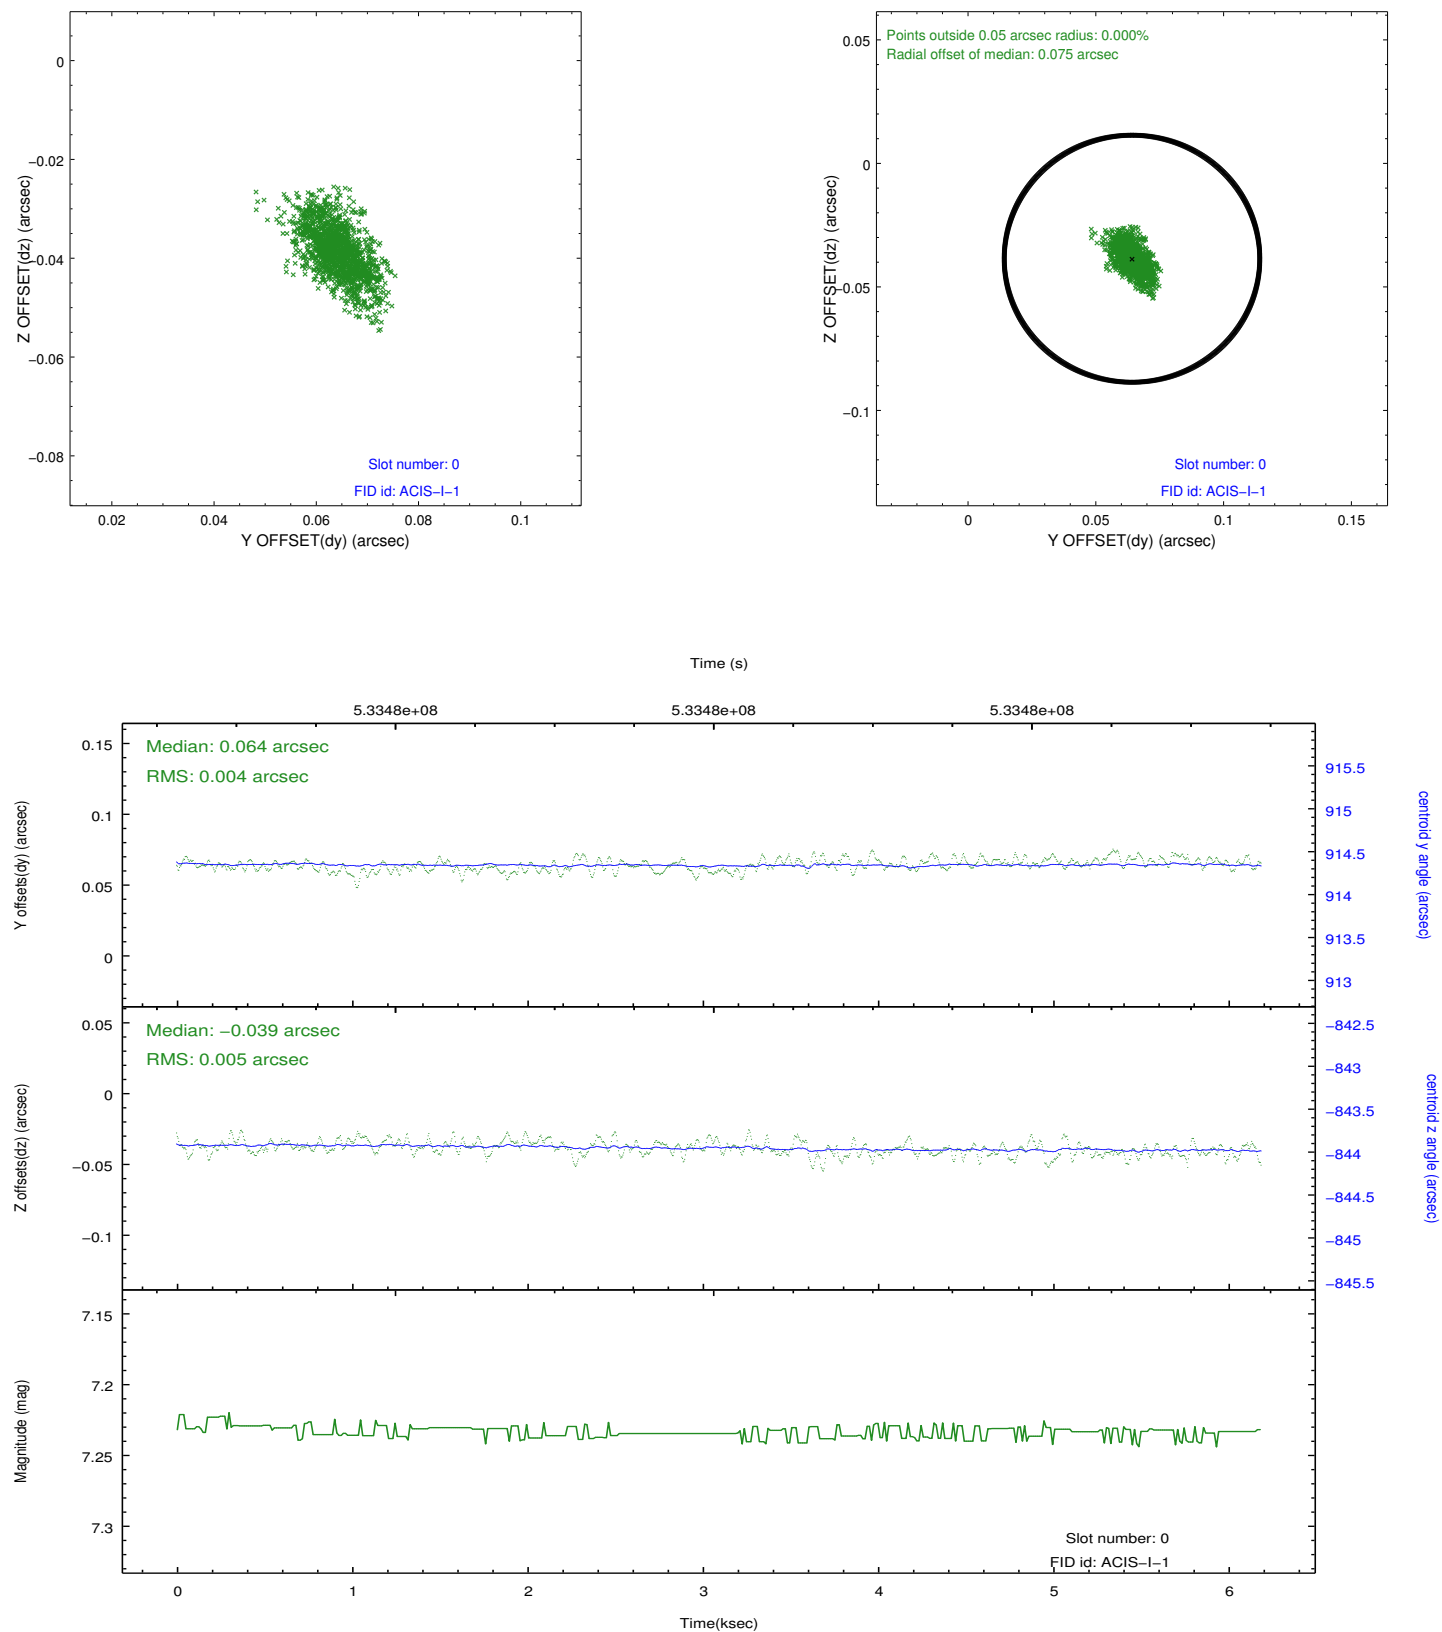 0
−0.02
−0.04
−0.06
−0.08
Z OFFSET(dz) (arcsec)
Slot number: 0
FID id: ACIS−I−1
0.02 0.04 0.06 0.08 0.1
Y OFFSET(dy) (arcsec)
Points outside 0.05 arcsec radius: 0.000%
Radial offset of median: 0.075 arcsec
0.05
0
−0.05
−0.1
Z OFFSET(dz) (arcsec)
Slot number: 0
FID id: ACIS−I−1
0 0.05 0.1 0.15
Y OFFSET(dy) (arcsec)
Time (s)
5.3348e+08 5.3348e+08 5.3348e+08
Median: 0.064 arcsec
RMS: 0.004 arcsec
0.15
0.1
0.05
0
Y offsets(dy) (arcsec)
915.5
915
914.5
914
913.5
913
centroid y angle (arcsec)
Median: −0.039 arcsec
RMS: 0.005 arcsec
0.05
0
−0.05
−0.1
Z offsets(dz) (arcsec)
−842.5
−843
−843.5
−844
−844.5
−845
−845.5
centroid z angle (arcsec)
7.15
7.2
7.25
7.3
Magnitude (mag)
Slot number: 0
FID id: ACIS−I−1
0 1 2 3 4 5 6
Time(ksec)